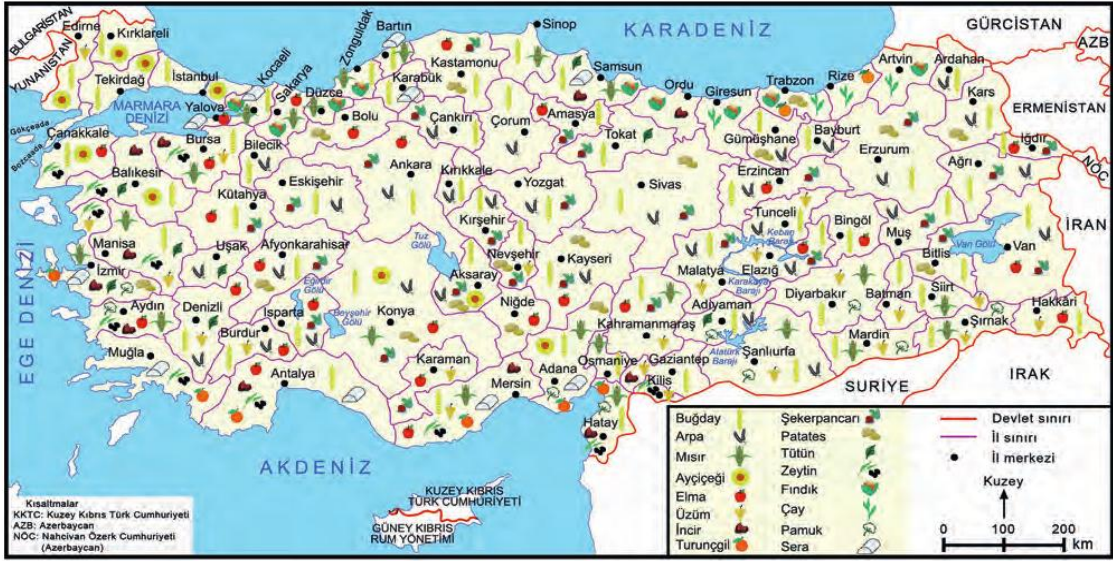 BULGARİSTAN
YUNANİSTAN
KARADENİZ
GÜRCİSTAN
AZB
ERMENİSTAN
NÖC
İRAN
IRAK
SURİYE
AKDENİZ
EGE DENİZİ
MARMARA
DENİZİ
Gökçeada
Bozcaada
Edirne
Kırklareli
Tekirdağ
İstanbul
Kocaeli
Sakarya
Düzce
Zonguldak
Bartın
Karabük
Kastamonu
Sinop
Samsun
Ordu
Giresun
Trabzon
Rize
Artvin
Ardahan
Kars
Iğdır
Yalova
Bolu
Çankırı
Çorum
Amasya
Tokat
Gümüşhane
Bayburt
Erzurum
Ağrı
Çanakkale
Bursa
Bilecik
Balıkesir
Kütahya
Eskişehir
Ankara
Kırıkkale
Yozgat
Sivas
Erzincan
Tunceli
Bingöl
Muş
Van Gölü
Van
Bitlis
Manisa
İzmir
Uşak
Afyonkarahisar
Kırşehir
Nevşehir
Kayseri
Tuz
Gölü
Aksaray
Niğde
Malatya
Keban
Barajı
Elazığ
Karakaya
Barajı
Adıyaman
Diyarbakır
Batman
Siirt
Şırnak
Hakkâri
Mardin
Aydın
Denizli
Burdur
Isparta
Eğirdir
Gölü
Beyşehir
Gölü
Konya
Muğla
Antalya
Karaman
Mersin
Adana
Osmaniye
Kahramanmaraş
Gaziantep
Kilis
Atatürk
Barajı
Şanlıurfa
Hatay
KUZEY KIBRIS
TÜRK CUMHURİYETİ
GÜNEY KIBRIS
RUM YÖNETİMİ
Kısaltmalar
KKTC: Kuzey Kıbrıs Türk Cumhuriyeti
AZB: Azerbaycan
NÖC: Nahcivan Özerk Cumhuriyeti
(Azerbaycan)
Buğday
Arpa
Mısır
Ayçiçeği
Elma
Üzüm
İncir
Turunçgil
Şekerpancarı
Patates
Tütün
Zeytin
Fındık
Çay
Pamuk
Sera
Devlet sınırı
İl sınırı
İl merkezi
Kuzey
0 100 200
km